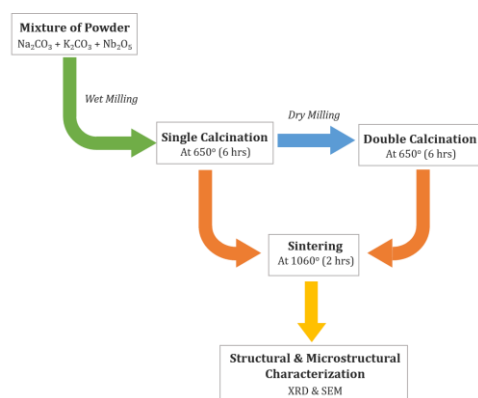 Mixture of Powder
Na₂CO₃ + K₂CO₃ + Nb₂O₅
Wet Milling
Dry Milling
Single Calcination
At 650° (6 hrs)
Double Calcination
At 650° (6 hrs)
Sintering
At 1060° (2 hrs)
Structural & Microstructural
Characterization
XRD & SEM